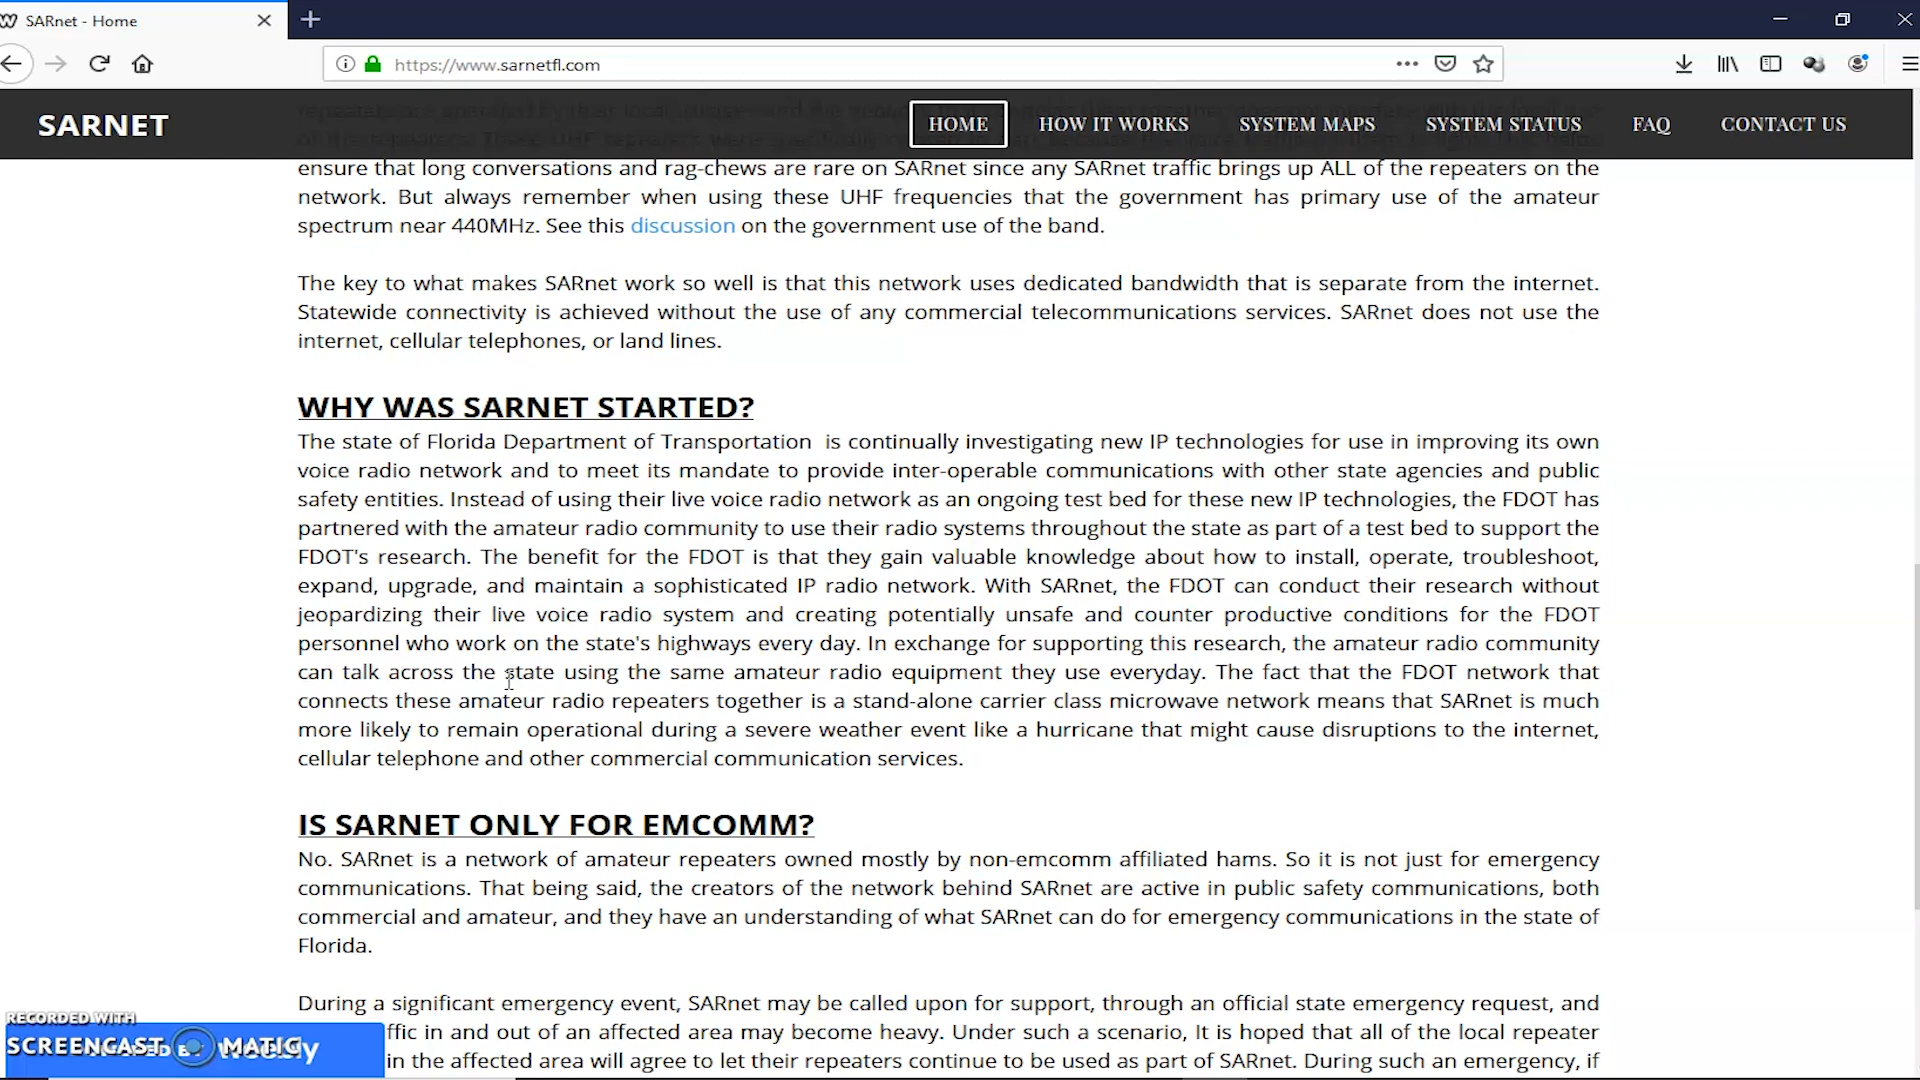 SARnet - Home
https://www.sarnetfl.com
SARNET
HOME
HOW IT WORKS
SYSTEM MAPS
SYSTEM STATUS
FAQ
CONTACT US
ensure that long conversations and rag-chews are rare on SARnet since any SARnet traffic brings up ALL of the repeaters on the
network. But always remember when using these UHF frequencies that the government has primary use of the amateur
spectrum near 440MHz. See this discussion on the government use of the band.
The key to what makes SARnet work so well is that this network uses dedicated bandwidth that is separate from the internet.
Statewide connectivity is achieved without the use of any commercial telecommunications services. SARnet does not use the
internet, cellular telephones, or land lines.
WHY WAS SARNET STARTED?
The state of Florida Department of Transportation  is continually investigating new IP technologies for use in improving its own
voice radio network and to meet its mandate to provide inter-operable communications with other state agencies and public
safety entities. Instead of using their live voice radio network as an ongoing test bed for these new IP technologies, the FDOT has
partnered with the amateur radio community to use their radio systems throughout the state as part of a test bed to support the
FDOT's research. The benefit for the FDOT is that they gain valuable knowledge about how to install, operate, troubleshoot,
expand, upgrade, and maintain a sophisticated IP radio network. With SARnet, the FDOT can conduct their research without
jeopardizing their live voice radio system and creating potentially unsafe and counter productive conditions for the FDOT
personnel who work on the state's highways every day. In exchange for supporting this research, the amateur radio community
can talk across the state using the same amateur radio equipment they use everyday. The fact that the FDOT network that
connects these amateur radio repeaters together is a stand-alone carrier class microwave network means that SARnet is much
more likely to remain operational during a severe weather event like a hurricane that might cause disruptions to the internet,
cellular telephone and other commercial communication services.
IS SARNET ONLY FOR EMCOMM?
No. SARnet is a network of amateur repeaters owned mostly by non-emcomm affiliated hams. So it is not just for emergency
communications. That being said, the creators of the network behind SARnet are active in public safety communications, both
commercial and amateur, and they have an understanding of what SARnet can do for emergency communications in the state of
Florida.
During a significant emergency event, SARnet may be called upon for support, through an official state emergency request, and
ffic in and out of an affected area may become heavy. Under such a scenario, It is hoped that all of the local repeater
in the affected area will agree to let their repeaters continue to be used as part of SARnet. During such an emergency, if
RECORDED WITH
SCREENCAST MATIC